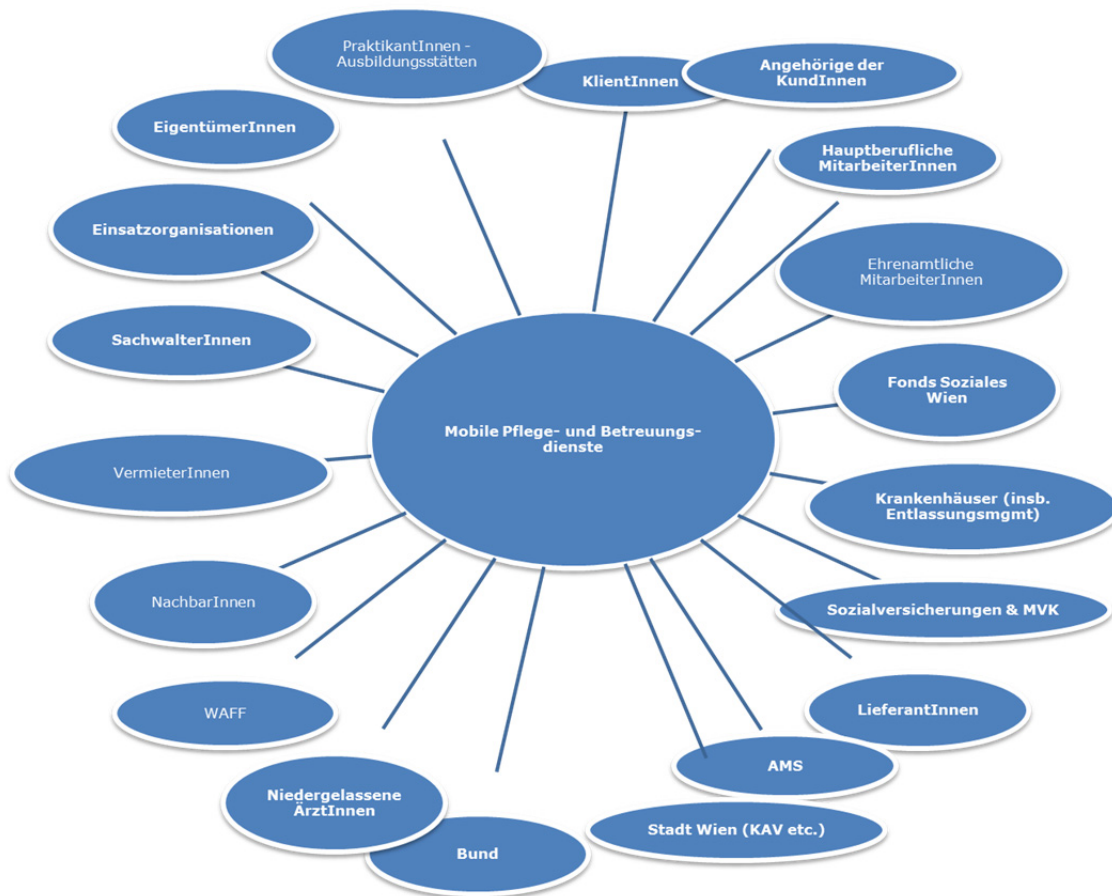 PraktikantInnen -
Ausbildungsstätten
KlientInnen
Angehörige der
KundInnen
EigentümerInnen
Hauptberufliche
MitarbeiterInnen
Einsatzorganisationen
Ehrenamtliche
MitarbeiterInnen
SachwalterInnen
Fonds Soziales
Wien
Mobile Pflege- und Betreuungs-
dienste
VermieterInnen
Krankenhäuser (insb.
Entlassungsmgmt)
NachbarInnen
Sozialversicherungen & MVK
WAFF
LieferantInnen
AMS
Niedergelassene
ÄrztInnen
Stadt Wien (KAV etc.)
Bund